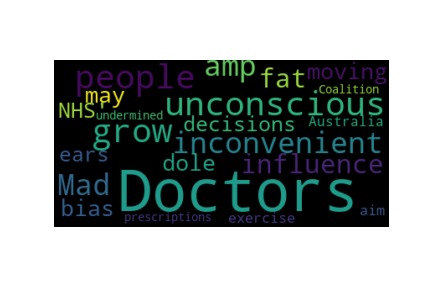 people amp fat moving
NHS may unconscious Coalition
undermined grow decisions Australia
ears inconvenient
dole influence
Mad Doctors
bias prescriptions exercise aim